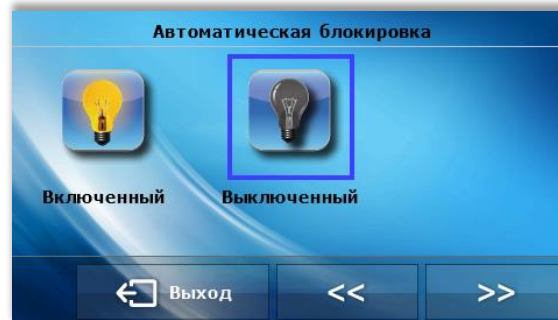 Автоматическая блокировка
Включенный Выключенный
Выход << >>